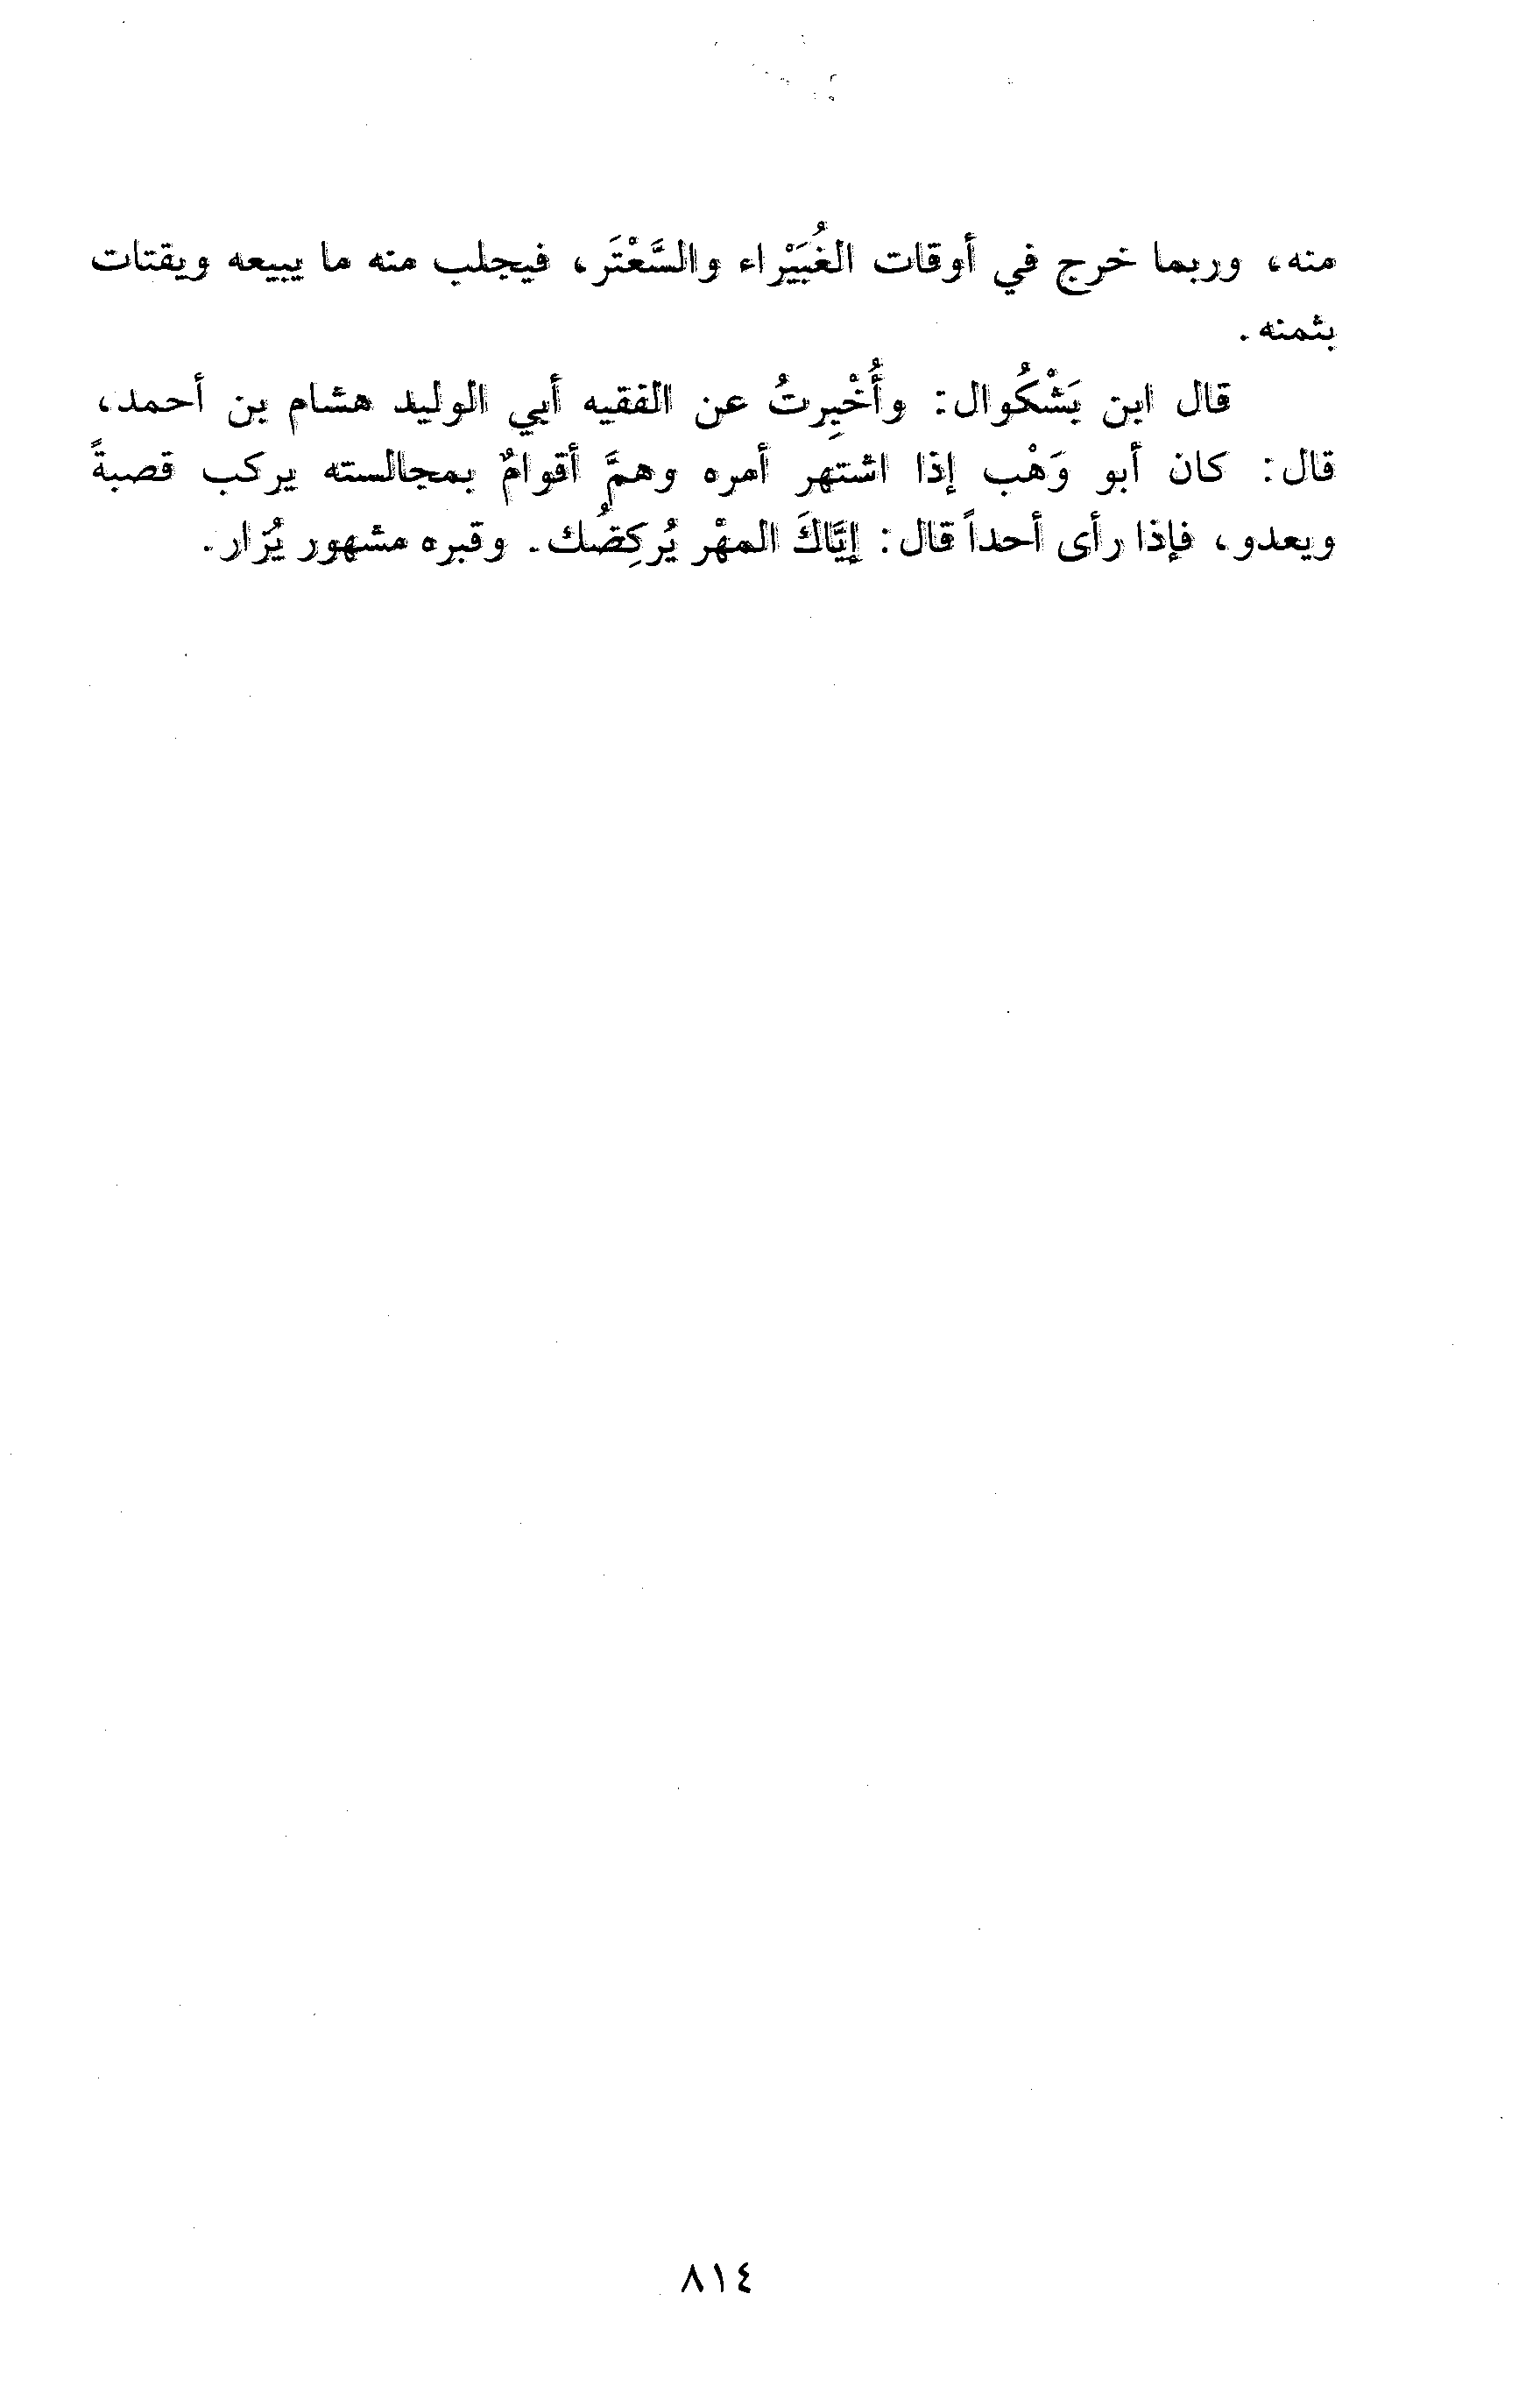 منه، وربما خرج في أوقات الغُبَيْراء والسَّعْتَر، فيجلب منه ما يبيعه ويقتات
بثمنه.
قال ابن بَشْكُوال: وأُخْبِرتُ عن الفقيه أبي الوليد هشام بن أحمد،
قال: كان أبو وَهْب إذا اشتهر أمره وهمَّ أقوامٌ بمجالسته يركب قصبةً
ويعدو، فإذا رأى أحداً قال: إيَّاكَ المهْر يُركِضُك. وقبره مشهور يُزار.
٨١٤